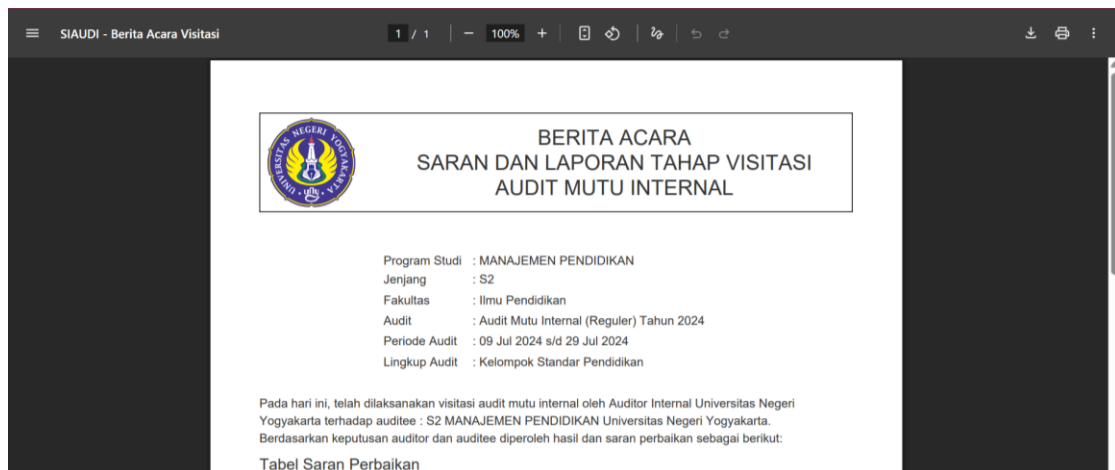 SIAUDI - Berita Acara Visitasi
1 / 1
100%
UNIVERSITAS NEGERI YOGYAKARTA
BERITA ACARA
SARAN DAN LAPORAN TAHAP VISITASI
AUDIT MUTU INTERNAL
Program Studi : MANAJEMEN PENDIDIKAN
Jenjang : S2
Fakultas : Ilmu Pendidikan
Audit : Audit Mutu Internal (Reguler) Tahun 2024
Periode Audit : 09 Jul 2024 s/d 29 Jul 2024
Lingkup Audit : Kelompok Standar Pendidikan
Pada hari ini, telah dilaksanakan visitasi audit mutu internal oleh Auditor Internal Universitas Negeri
Yogyakarta terhadap auditee : S2 MANAJEMEN PENDIDIKAN Universitas Negeri Yogyakarta.
Berdasarkan keputusan auditor dan auditee diperoleh hasil dan saran perbaikan sebagai berikut:
Tabel Saran Perbaikan